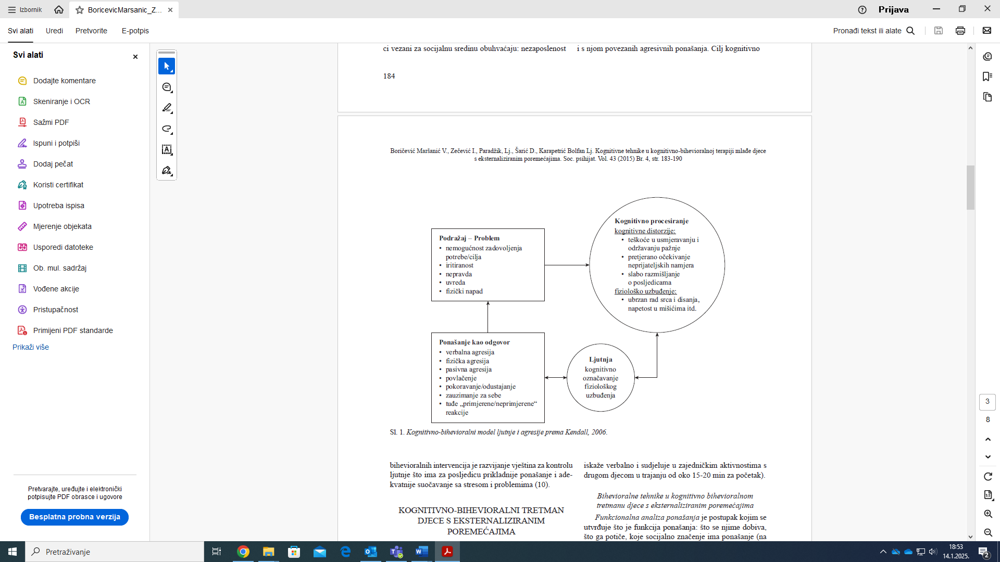 Izbornik
BoricevicMarsanic_Z...
Prijava
Svi alati
Uredi
Pretvorite
E-potpis
Pronađi tekst ili alate
Svi alati
Dodajte komentare
Skeniranje i OCR
Sažmi PDF
Ispuni i potpiši
Dodaj pečat
Koristi certifikat
Upotreba ispisa
Mjerenje objekata
Usporedi datoteke
Ob. mul. sadržaj
Vođene akcije
Pristupačnost
Primijeni PDF standarde
Prikaži više
Pretvarajte, uređujte i elektronički
potpisujte PDF obrasce i ugovore
Besplatna probna verzija
ci vezani za socijalnu sredinu obuhvaćaju: nezaposlenost
i s njom povezanih agresivnih ponašanja. Cilj kognitivno
184
Boričević Maršanić V., Zečević I., Paradžik, Lj., Šarić D., Karapetrić Bolfan Lj. Kognitivne tehnike u kognitivno-bihevioralnoj terapiji mlađe djece
s eksternaliziranim poremećajima. Soc. psihijat. Vol. 43 (2015) Br. 4, str. 183-190
Podražaj – Problem
• nemogućnost zadovoljenja
potrebe/cilja
• iritiranost
• nepravda
• uvreda
• fizički napad
Kognitivno procesiranje
kognitivne distorzije:
• teškoće u usmjeravanju i
održavanju pažnje
• pretjerano očekivanje
neprijateljskih namjera
• slabo razmišljanje
o posljedicama
fiziološko uzbuđenje:
• ubrzan rad srca i disanja,
napetost u mišićima itd.
Ponašanje kao odgovor
• verbalna agresija
• fizička agresija
• pasivna agresija
• povlačenje
• pokoravanje/odustajanje
• zauzimanje za sebe
• tuđe „primjerene/neprimjerene“
reakcije
Ljutnja
kognitivno
označavanje
fiziološkog
uzbuđenja
Sl. 1. Kognitivno-bihevioralni model ljutnje i agresije prema Kendall, 2006.
bihevioralnih intervencija je razvijanje vještina za kontrolu
ljutnje što ima za posljedicu prikladnije ponašanje i ade-
kvatnije suočavanje sa stresom i problemima (10).
KOGNITIVNO-BIHEVIORALNI TRETMAN
DJECE S EKSTERNALIZIRANIM
POREMEĆAJIMA
iskaže verbalno i sudjeluje u zajedničkim aktivnostima s
drugom djecom u trajanju od oko 15-20 min za početak).
Bihevioralne tehnike u kognitivno bihevioralnom
tretmanu djece s eksternaliziranim poremećajima
Funkcionalna analiza ponašanja je postupak kojim se
utvrđuje što je funkcija ponašanja: što se njime dobiva,
što ga potiče, koje socijalno značenje ima ponašanje (na
3
8
1:1
Pretraživanje
18:53
14.1.2025.
2